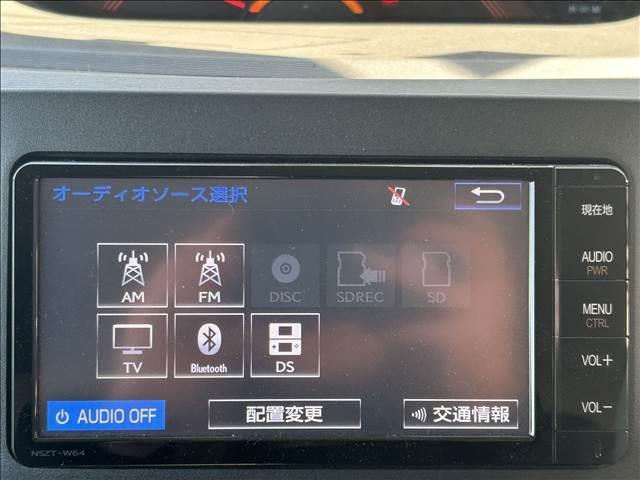 オーディオソース選択
現在地
AM
FM
DISC
SDREC
SD
AUDIO
PWR
TV
Bluetooth
DS
MENU
CTRL
VOL+
AUDIO OFF
配置変更
交通情報
VOL−
NSZT-W64